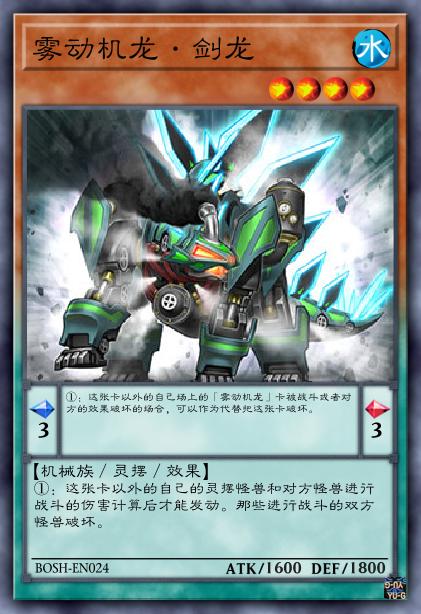 雾动机龙·剑龙
水
①：这张卡以外的自己场上的「雾动机龙」卡被战斗或者对
方的效果破坏的场合，可以作为代替把这张卡破坏。
3
3
【机械族／灵摆／效果】
①：这张卡以外的自己的灵摆怪兽和对方怪兽进行
战斗的伤害计算后才能发动。那些进行战斗的双方
怪兽破坏。
BOSH-EN024
ATK/1600 DEF/1800